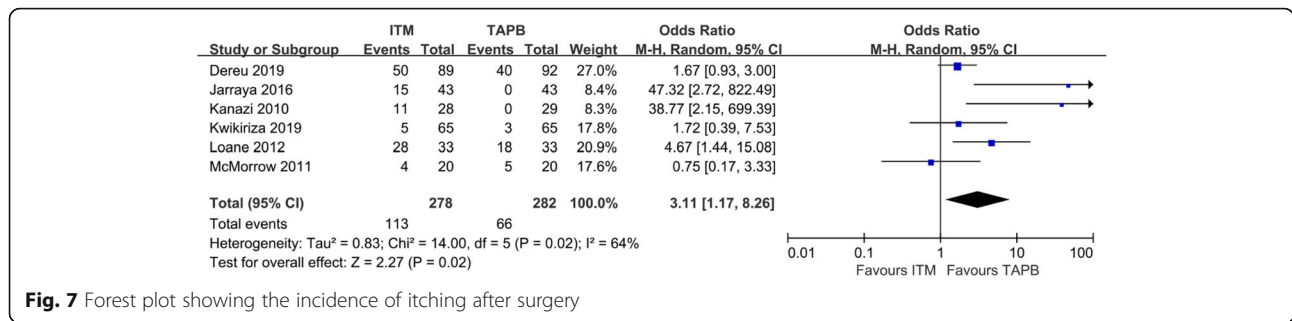 ITM TAPB Odds Ratio Odds Ratio
Study or Subgroup Events Total Events Total Weight M-H, Random, 95% CI M-H, Random, 95% CI
Dereu 2019 50 89 40 92 27.0% 1.67 [0.93, 3.00]
Jarraya 2016 15 43 0 43 8.4% 47.32 [2.72, 822.49]
Kanazi 2010 11 28 0 29 8.3% 38.77 [2.15, 699.39]
Kwikiriza 2019 5 65 3 65 17.8% 1.72 [0.39, 7.53]
Loane 2012 28 33 18 33 20.9% 4.67 [1.44, 15.08]
McMorrow 2011 4 20 5 20 17.6% 0.75 [0.17, 3.33]
Total (95% CI) 278 282 100.0% 3.11 [1.17, 8.26]
Total events 113 66
Heterogeneity: Tau² = 0.83; Chi² = 14.00, df = 5 (P = 0.02); I² = 64%
Test for overall effect: Z = 2.27 (P = 0.02)
0.01 0.1 1 10 100
Favours ITM Favours TAPB
Fig. 7 Forest plot showing the incidence of itching after surgery